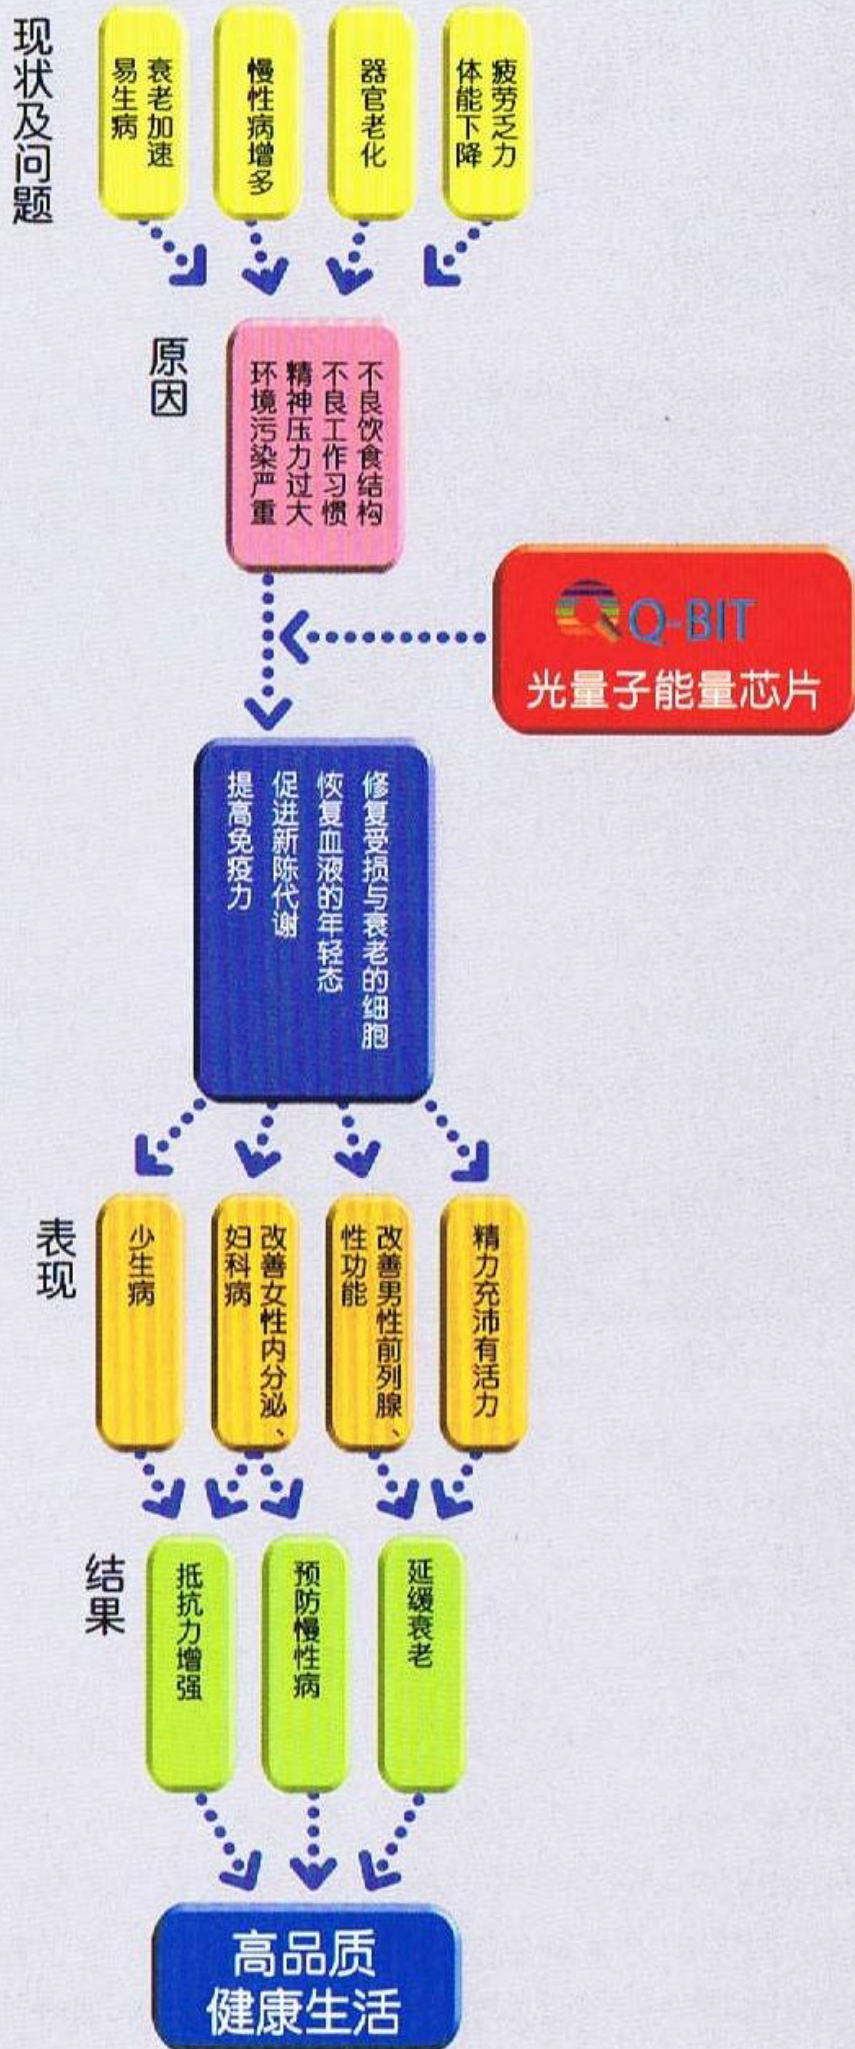 现状及问题
疲劳乏力
体能下降
器官老化
慢性病增多
衰老加速
易生病
原因
不良饮食结构
不良工作习惯
精神压力过大
环境污染严重
Q-BIT
光量子能量芯片
修复受损与衰老的细胞
恢复血液的年轻态
促进新陈代谢
提高免疫力
表现
精力充沛有活力
改善男性前列腺、
性功能
改善女性内分泌、
妇科病
少生病
结果
延缓衰老
预防慢性病
抵抗力增强
高品质
健康生活